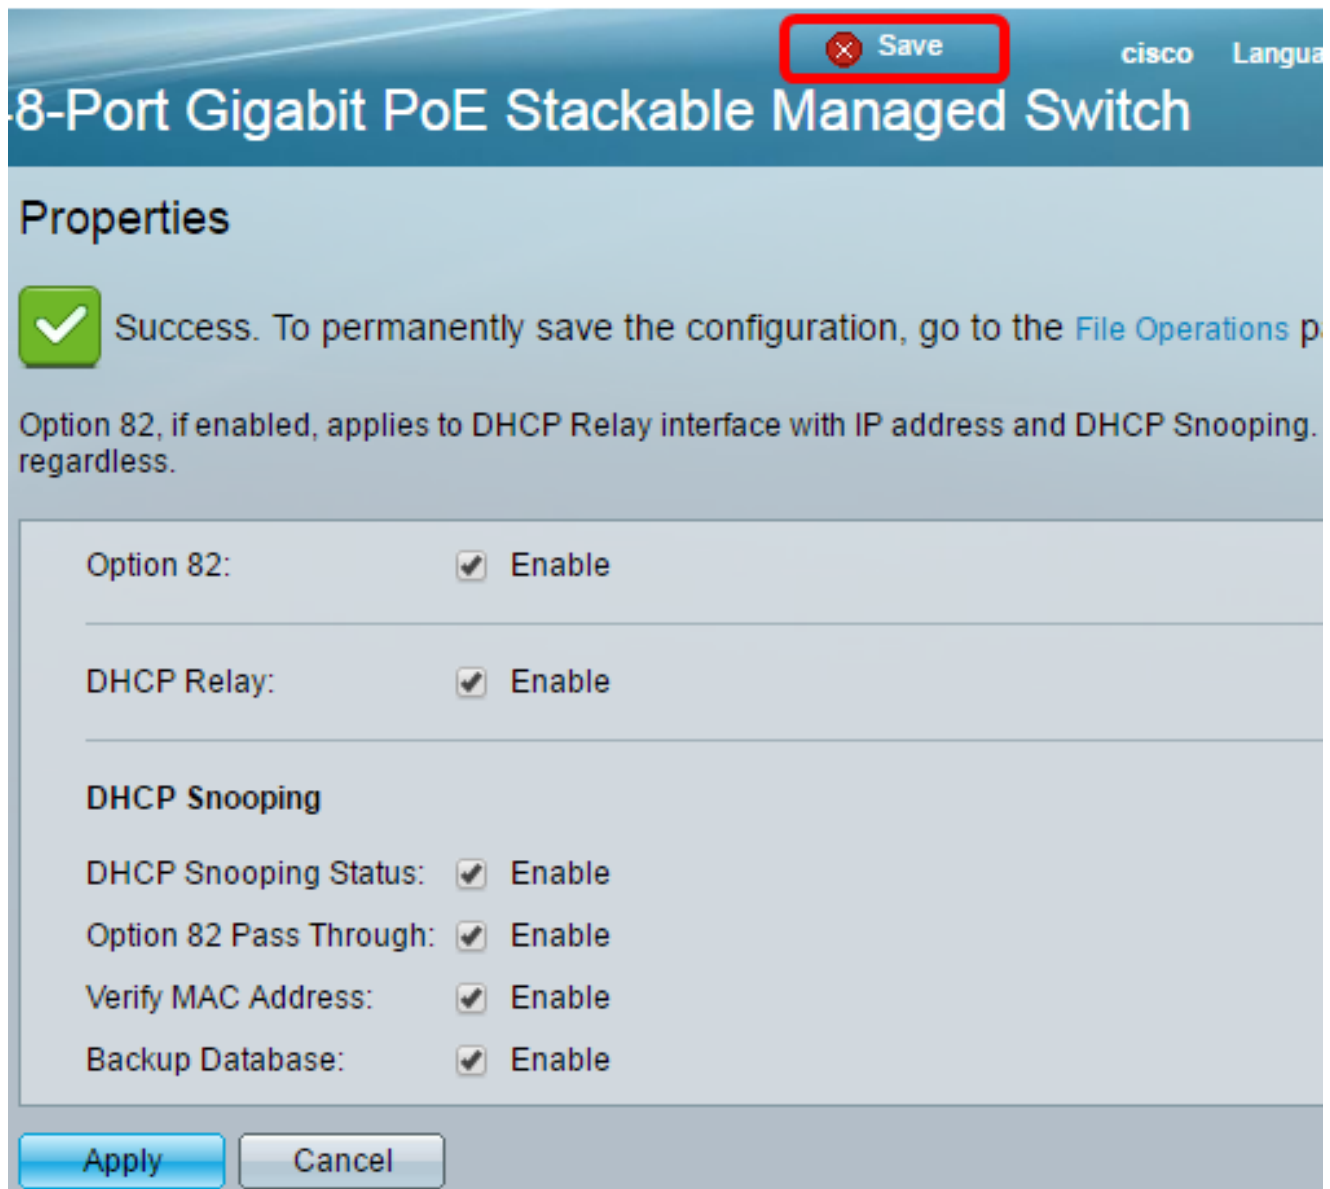 Save
cisco
8-Port Gigabit PoE Stackable Managed Switch
Properties
Success. To permanently save the configuration, go to the File Operations
Option 82, if enabled, applies to DHCP Relay interface with IP address and DHCP Snooping.
regardless.
Option 82: Enable
DHCP Relay: Enable
DHCP Snooping
DHCP Snooping Status: Enable
Option 82 Pass Through: Enable
Verify MAC Address: Enable
Backup Database: Enable
Apply Cancel